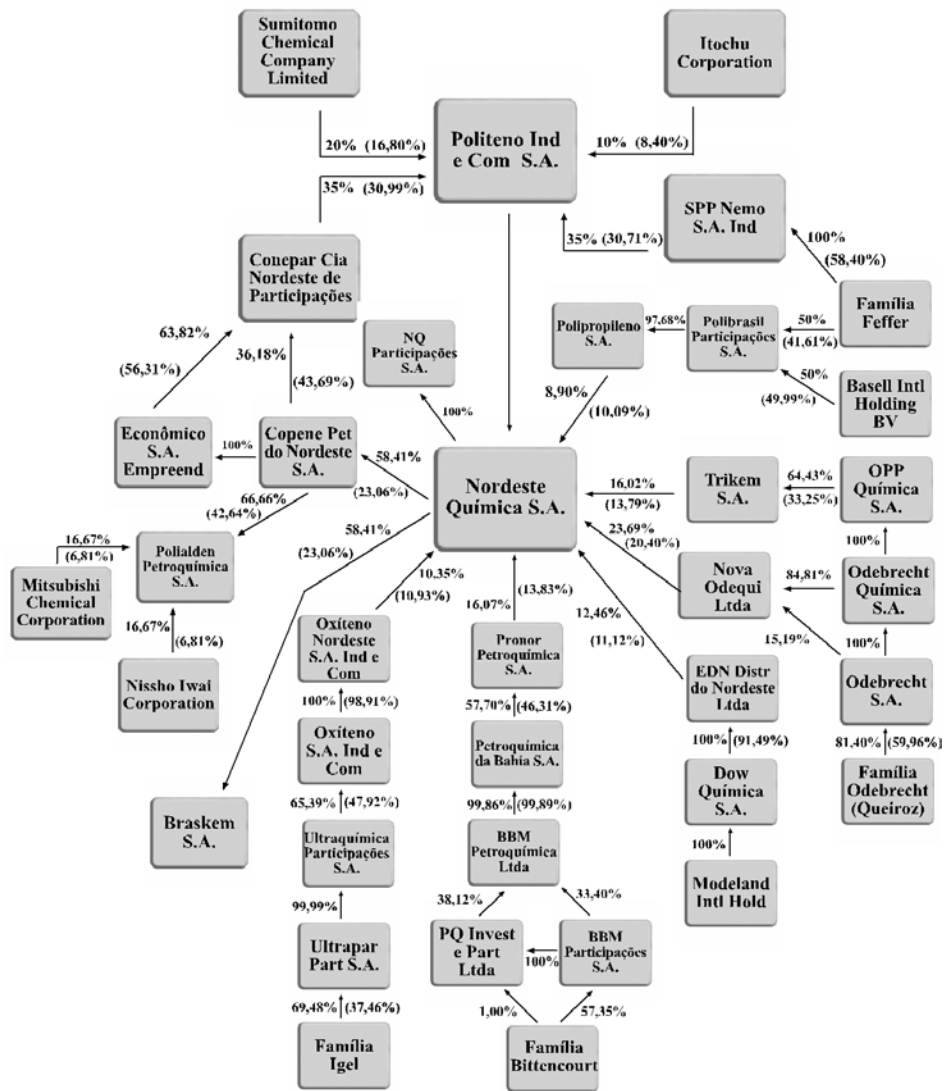 Sumitomo
Chemical
Company
Limited
Itochu
Corporation
Politeno Ind
e Com S.A.
20% (16,80%)
10% (8,40%)
35% (30,99%)
SPP Nemo
S.A. Ind
35% (30,71%)
100%
(58,40%)
Conepar Cia
Nordeste de
Participações
Família
Feffer
63,82%
(56,31%)
36,18%
(43,69%)
NQ
Participações
S.A.
Polipropileno
S.A.
97,68%
Polibrasil
Participações
S.A.
50%
(41,61%)
50%
(49,99%)
Basell Intl
Holding
BV
8,90%
(10,09%)
100%
Econômico
S.A.
Empreend
100%
Copene Pet
do Nordeste
S.A.
58,41%
(23,06%)
Nordeste
Química S.A.
16,02%
(13,79%)
Trikem
S.A.
64,43%
(33,25%)
OPP
Química
S.A.
66,66%
(42,64%)
58,41%
(23,06%)
23,69%
(20,40%)
100%
16,67%
(6,81%)
Polialden
Petroquímica
S.A.
Mitsubishi
Chemical
Corporation
10,35%
(10,93%)
16,07%
(13,83%)
12,46%
(11,12%)
Nova
Odequi
Ltda
84,81%
Odebrecht
Química
S.A.
15,19%
100%
16,67%
(6,81%)
Nissho Iwai
Corporation
Oxíteno
Nordeste
S.A. Ind e
Com
Pronor
Petroquímica
S.A.
EDN Distr
do Nordeste
Ltda
Odebrecht
S.A.
100% (98,91%)
57,70% (46,31%)
100% (91,49%)
81,40% (59,96%)
Oxíteno
S.A. Ind e
Com
Petroquímica
da Bahia S.A.
Dow
Química
S.A.
Família
Odebrecht
(Queiroz)
65,39% (47,92%)
99,86% (99,89%)
100%
Braskem
S.A.
Ultraquímica
Participações
S.A.
BBM
Petroquímica
Ltda
Modeland
Intl Hold
99,99%
38,12%
33,40%
Ultrapar
Part S.A.
PQ Invest
e Part
Ltda
100%
BBM
Participações
S.A.
69,48% (37,46%)
1,00%
57,35%
Família
Igel
Família
Bittencourt